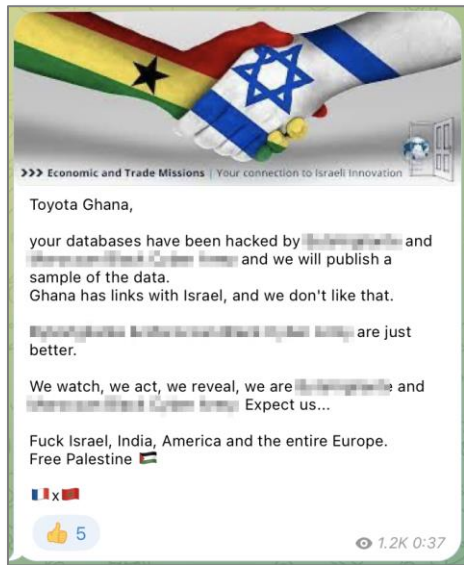 >>> Economic and Trade Missions | Your connection to Israeli Innovation
Toyota Ghana,
your databases have been hacked by and
and we will publish a
sample of the data.
Ghana has links with Israel, and we don't like that.
are just
better.
We watch, we act, we reveal, we are and
Expect us...
Fuck Israel, India, America and the entire Europe.
Free Palestine 🇵🇸
🇫🇷x🇲🇦
👍 5
1.2K 0:37